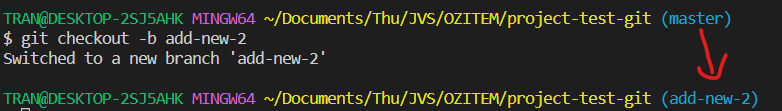 TRAN@DESKTOP-2SJ5AHK MINGW64 ~/Documents/Thu/JVS/OZITEM/project-test-git (master)
$ git checkout -b add-new-2
Switched to a new branch 'add-new-2'
TRAN@DESKTOP-2SJ5AHK MINGW64 ~/Documents/Thu/JVS/OZITEM/project-test-git (add-new-2)